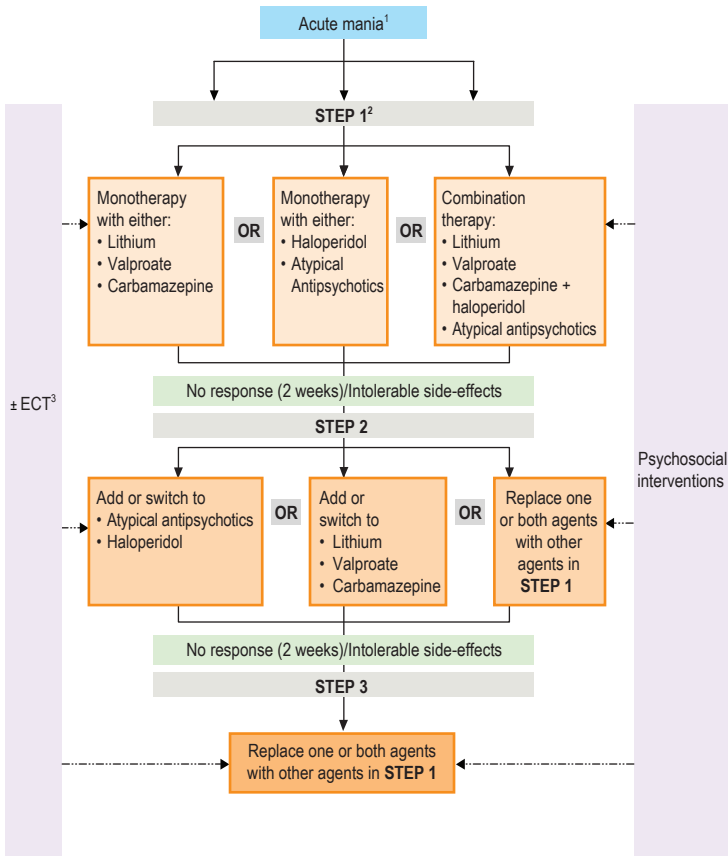 Acute mania¹
STEP 1²
Monotherapy
with either:
• Lithium
• Valproate
• Carbamazepine
OR
Monotherapy
with either:
• Haloperidol
• Atypical
Antipsychotics
OR
Combination
therapy:
• Lithium
• Valproate
• Carbamazepine +
haloperidol
• Atypical antipsychotics
No response (2 weeks)/Intolerable side-effects
± ECT³
STEP 2
Psychosocial
interventions
Add or switch to
• Atypical antipsychotics
• Haloperidol
OR
Add or
switch to
• Lithium
• Valproate
• Carbamazepine
OR
Replace one
or both agents
with other
agents in
STEP 1
No response (2 weeks)/Intolerable side-effects
STEP 3
Replace one or both agents
with other agents in STEP 1